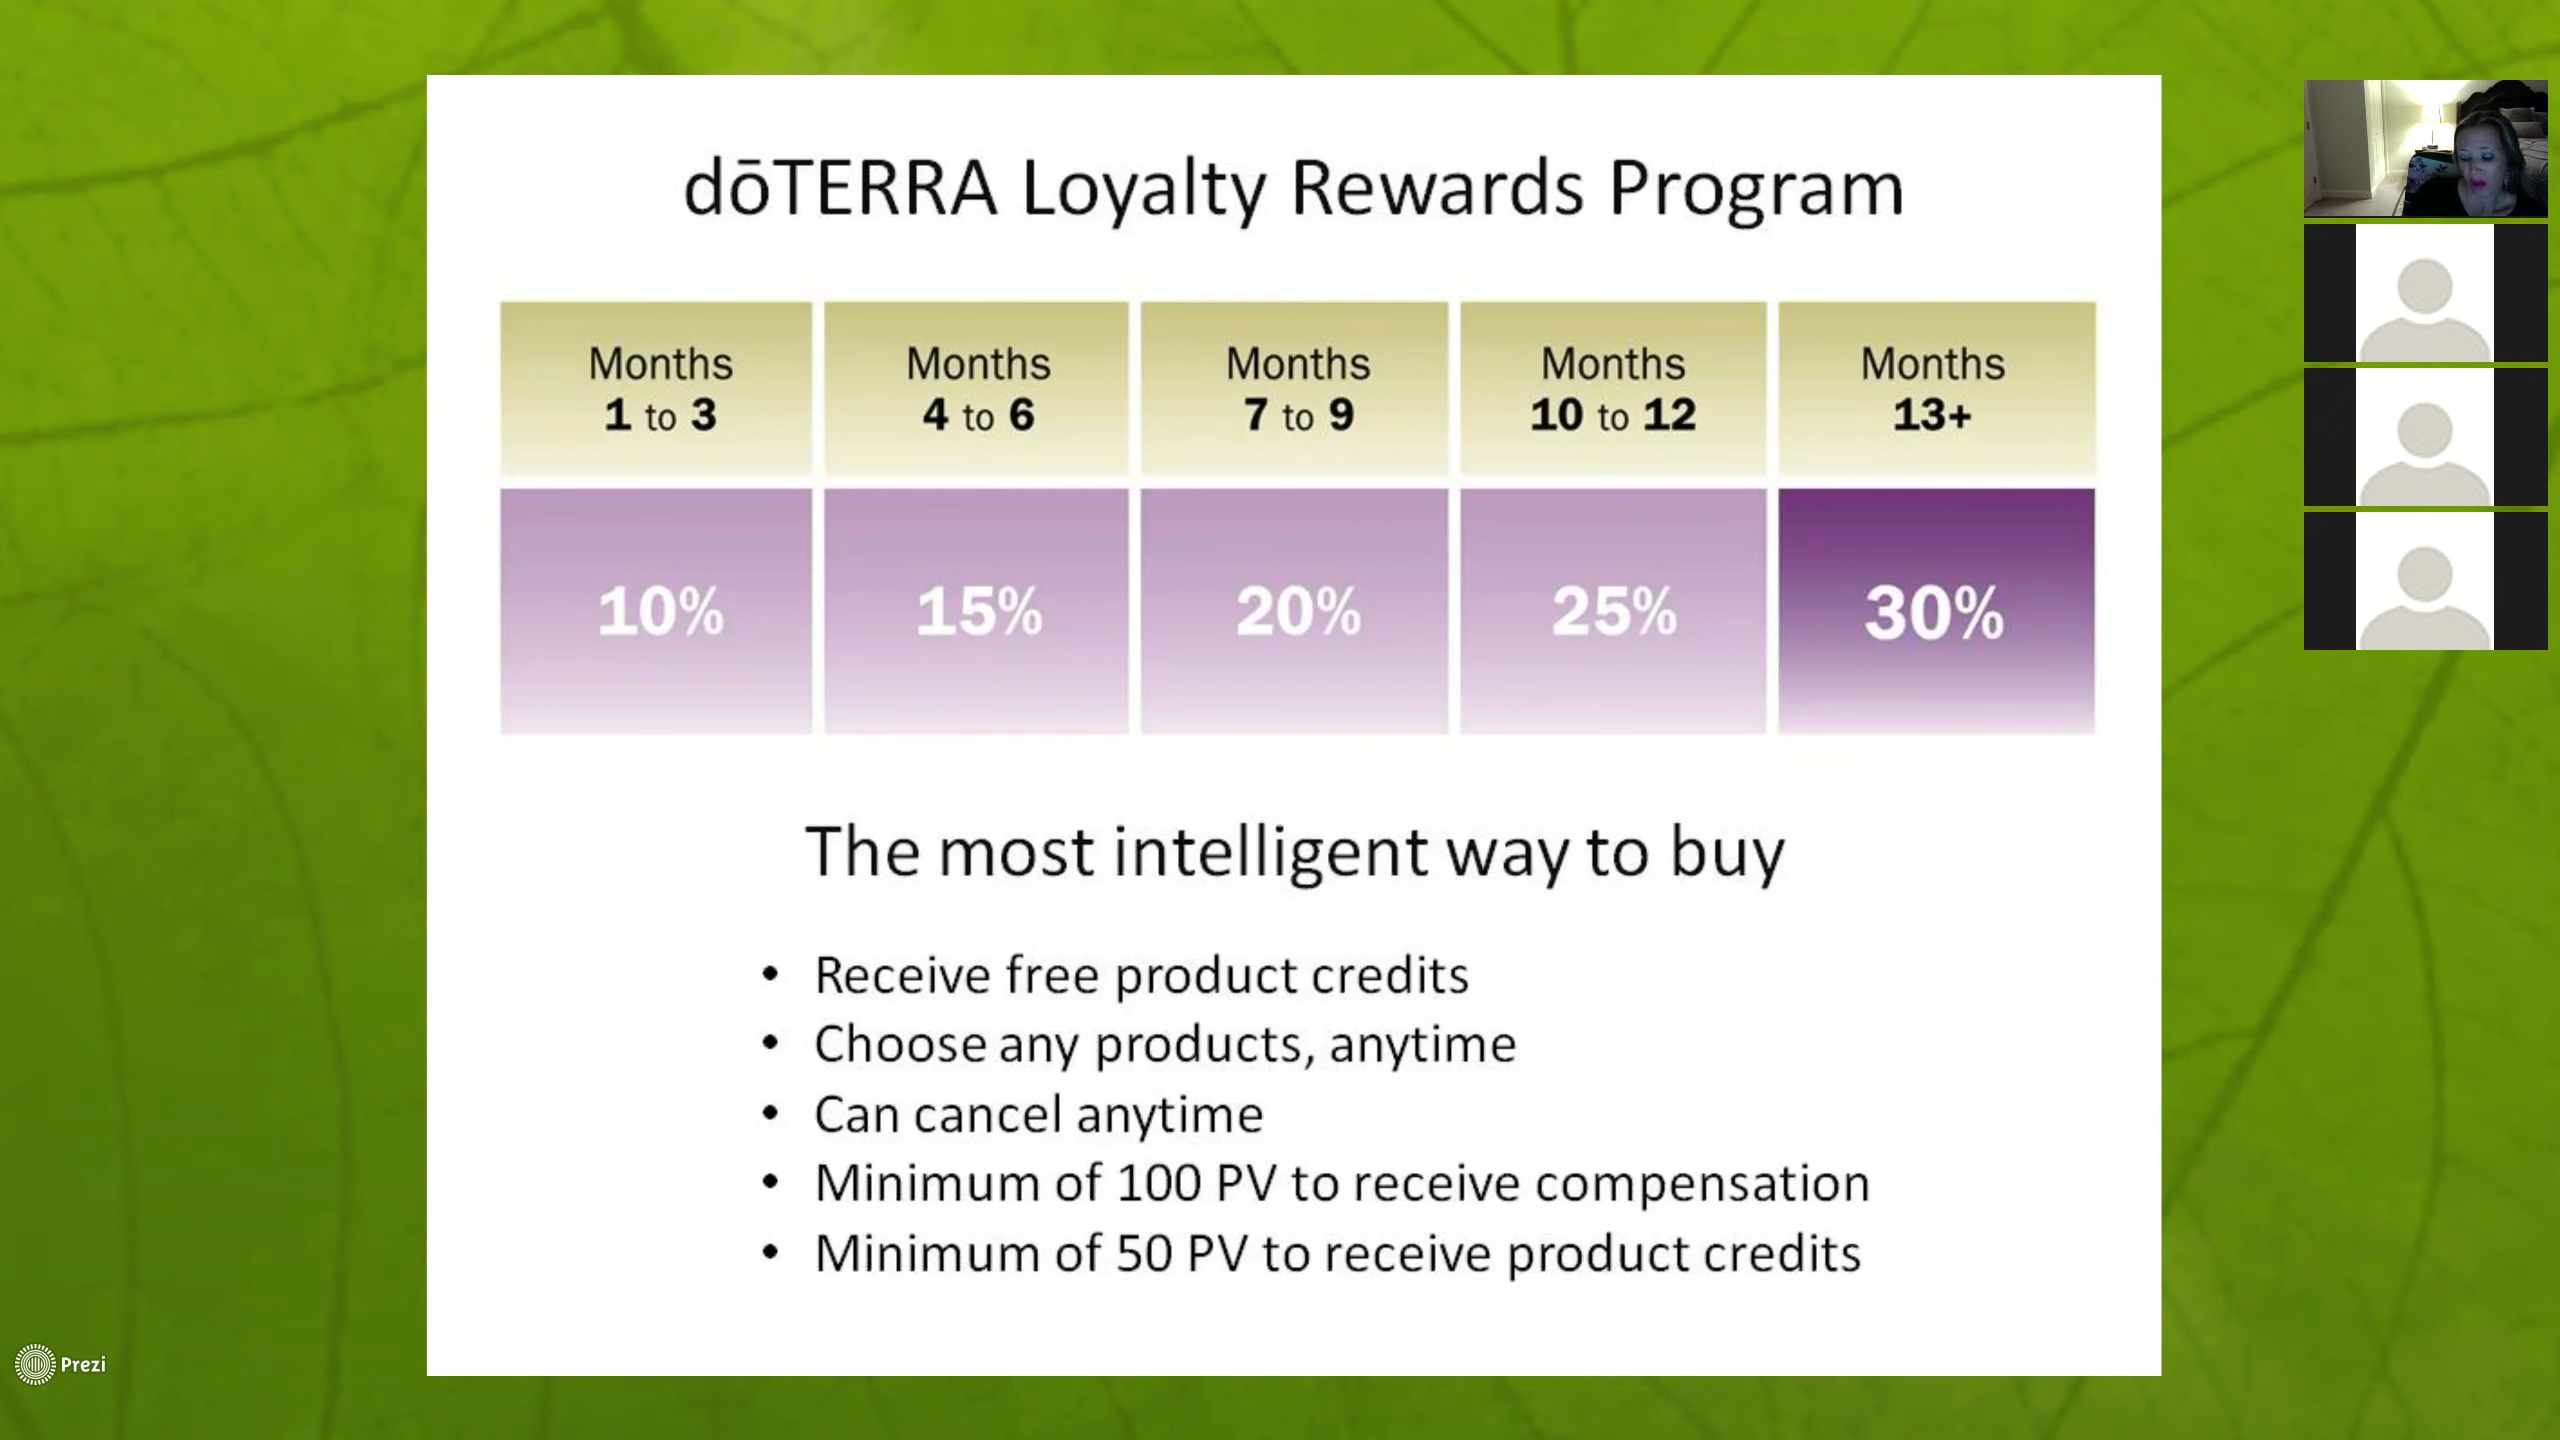 dōTERRA Loyalty Rewards Program
Months
1 to 3
Months
4 to 6
Months
7 to 9
Months
10 to 12
Months
13+
10%
15%
20%
25%
30%
The most intelligent way to buy
• Receive free product credits
• Choose any products, anytime
• Can cancel anytime
• Minimum of 100 PV to receive compensation
• Minimum of 50 PV to receive product credits
Prezi